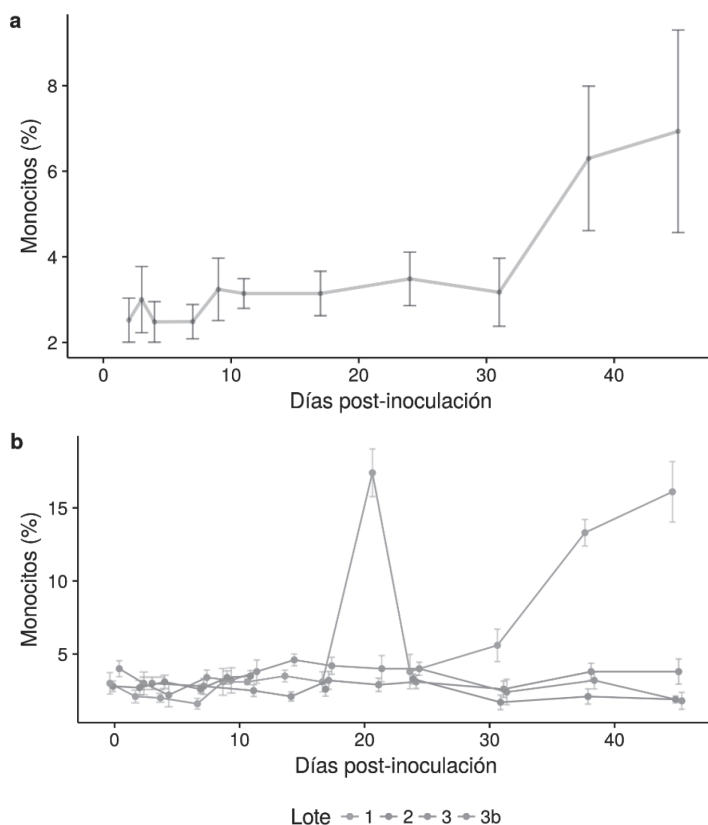 a
8
6
4
2
Monocitos (%)
0 10 20 30 40
Días post-inoculación
b
15
10
5
Monocitos (%)
0 10 20 30 40
Días post-inoculación
Lote 1 2 3 3b